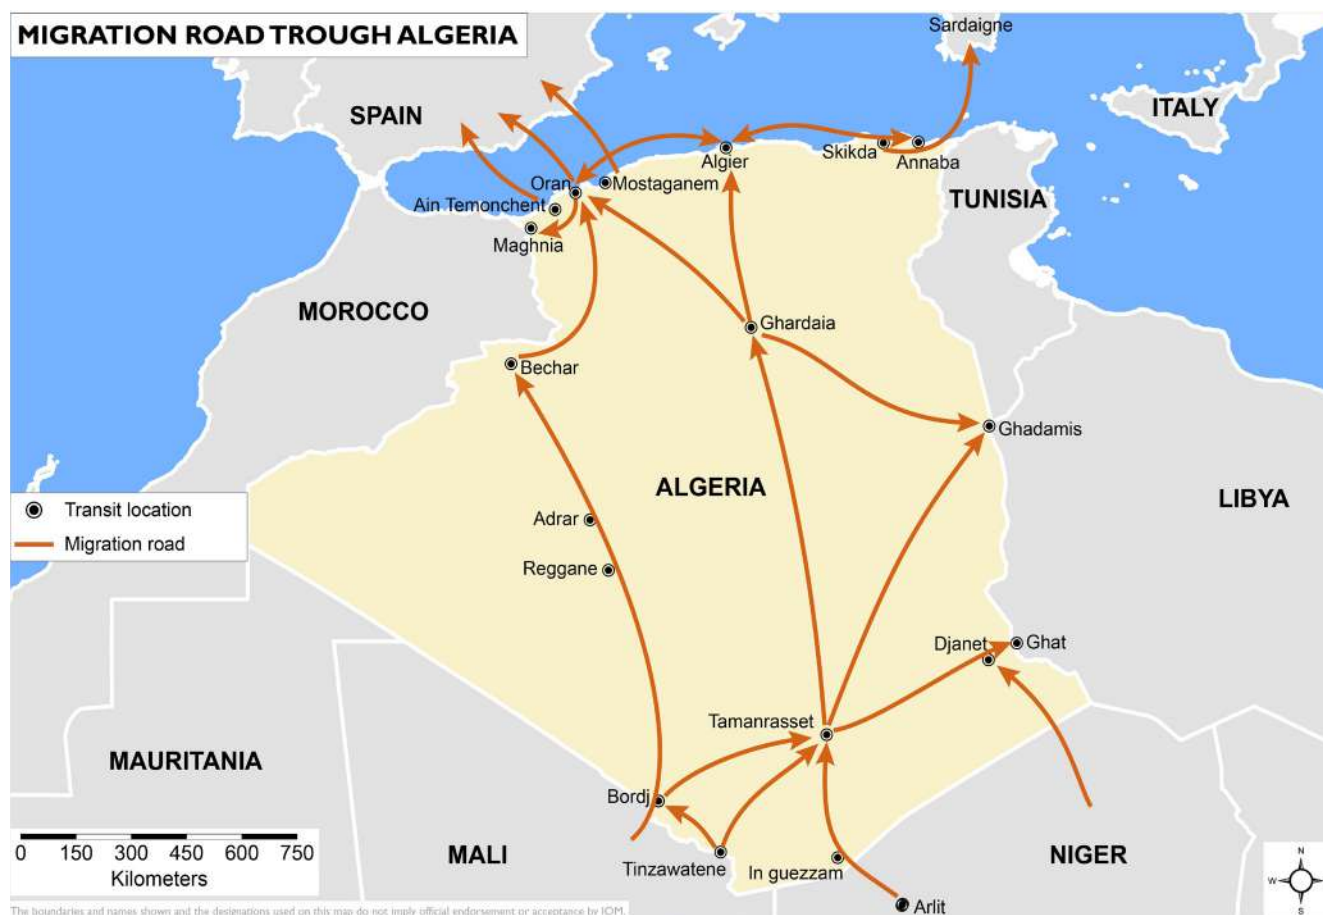 MIGRATION ROAD TROUGH ALGERIA
Sardaigne
ITALY
SPAIN
Algier
Skikda
Annaba
Oran
Mostaganem
Ain Temonchent
Maghnia
TUNISIA
MOROCCO
Ghardaia
Bechar
Ghadamis
ALGERIA
LIBYA
Transit location
Migration road
Adrar
Reggane
Djanet
Ghat
Tamanrasset
MAURITANIA
Bordj
MALI
Tinzawatene
In guezzam
NIGER
Arlit
0 150 300 450 600 750
Kilometers
N
W E
S
The boundaries and names shown and the designations used on this map do not imply official endorsement or acceptance by IOM.